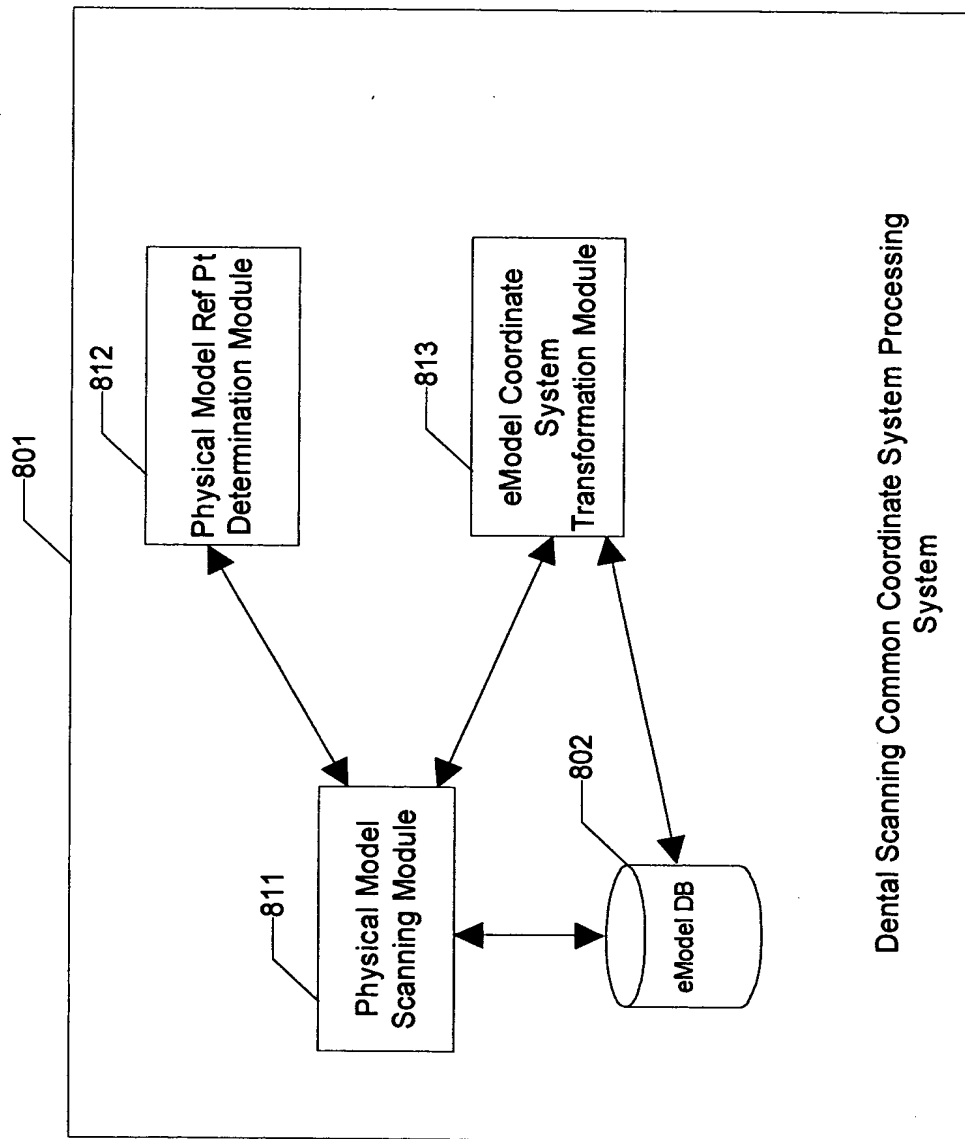 801
812
Physical Model Ref Pt
Determination Module
811
Physical Model
Scanning Module
813
eModel Coordinate
System
Transformation Module
802
eModel DB
Dental Scanning Common Coordinate System Processing
System